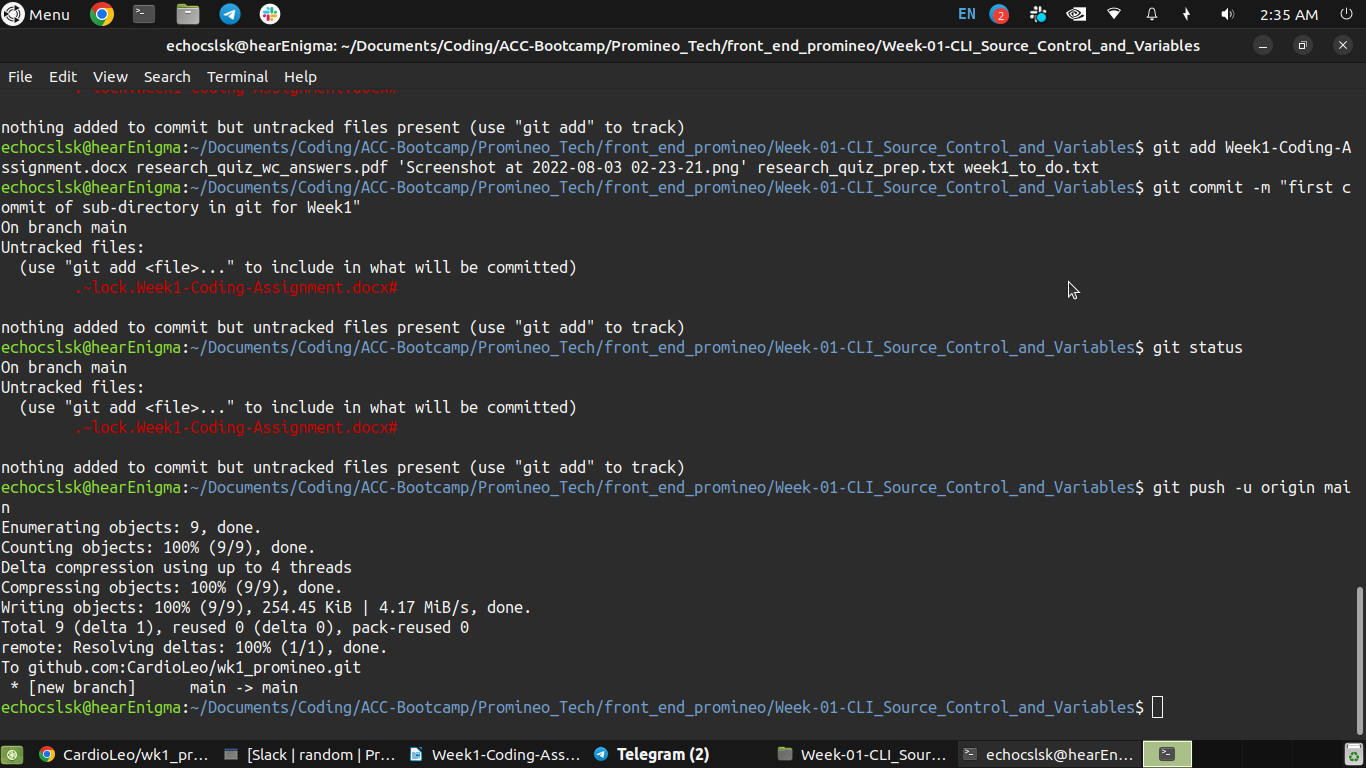 Menu
EN
2
2:35 AM
echocslsk@hearEnigma: ~/Documents/Coding/ACC-Bootcamp/Promineo_Tech/front_end_promineo/Week-01-CLI_Source_Control_and_Variables
File Edit View Search Terminal Help
.~lock.Week1-Coding-Assignment.docx#
nothing added to commit but untracked files present (use "git add" to track)
echocslsk@hearEnigma:~/Documents/Coding/ACC-Bootcamp/Promineo_Tech/front_end_promineo/Week-01-CLI_Source_Control_and_Variables$ git add Week1-Coding-A
ssignment.docx research_quiz_wc_answers.pdf 'Screenshot at 2022-08-03 02-23-21.png' research_quiz_prep.txt week1_to_do.txt
echocslsk@hearEnigma:~/Documents/Coding/ACC-Bootcamp/Promineo_Tech/front_end_promineo/Week-01-CLI_Source_Control_and_Variables$ git commit -m "first c
ommit of sub-directory in git for Week1"
On branch main
Untracked files:
  (use "git add <file>..." to include in what will be committed)
        .~lock.Week1-Coding-Assignment.docx#
nothing added to commit but untracked files present (use "git add" to track)
echocslsk@hearEnigma:~/Documents/Coding/ACC-Bootcamp/Promineo_Tech/front_end_promineo/Week-01-CLI_Source_Control_and_Variables$ git status
On branch main
Untracked files:
  (use "git add <file>..." to include in what will be committed)
        .~lock.Week1-Coding-Assignment.docx#
nothing added to commit but untracked files present (use "git add" to track)
echocslsk@hearEnigma:~/Documents/Coding/ACC-Bootcamp/Promineo_Tech/front_end_promineo/Week-01-CLI_Source_Control_and_Variables$ git push -u origin mai
n
Enumerating objects: 9, done.
Counting objects: 100% (9/9), done.
Delta compression using up to 4 threads
Compressing objects: 100% (9/9), done.
Writing objects: 100% (9/9), 254.45 KiB | 4.17 MiB/s, done.
Total 9 (delta 1), reused 0 (delta 0), pack-reused 0
remote: Resolving deltas: 100% (1/1), done.
To github.com:CardioLeo/wk1_promineo.git
 * [new branch]      main -> main
echocslsk@hearEnigma:~/Documents/Coding/ACC-Bootcamp/Promineo_Tech/front_end_promineo/Week-01-CLI_Source_Control_and_Variables$
CardioLeo/wk1_pr... [Slack | random | Pr... Week1-Coding-Ass... Telegram (2) Week-01-CLI_Sour... echocslsk@hearEn...